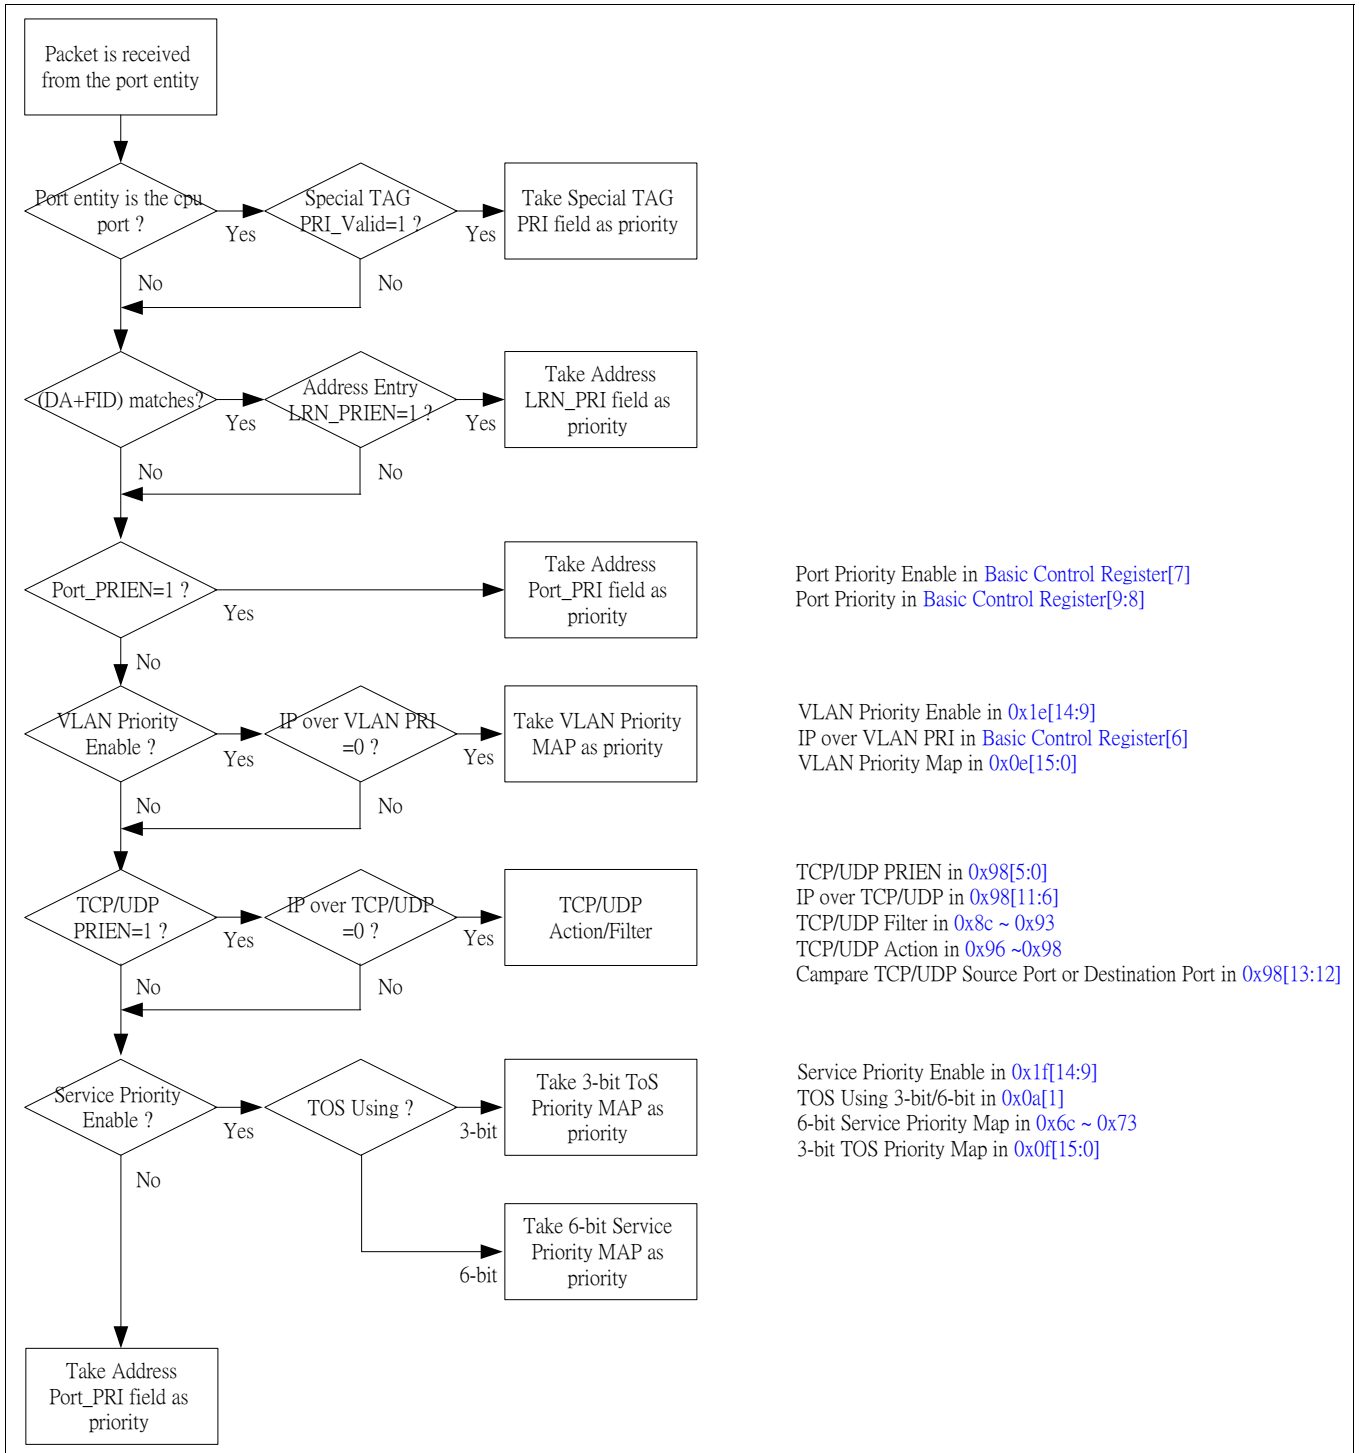 Packet is received
from the port entity
Port entity is the cpu
port ?
Yes
No
Special TAG
PRI_Valid=1 ?
Yes
No
Take Special TAG
PRI field as priority
(DA+FID) matches?
Yes
No
Address Entry
LRN_PRIEN=1 ?
Yes
No
Take Address
LRN_PRI field as
priority
Port_PRIEN=1 ?
Yes
No
Take Address
Port_PRI field as
priority
Port Priority Enable in Basic Control Register[7]
Port Priority in Basic Control Register[9:8]
VLAN Priority
Enable ?
Yes
No
IP over VLAN PRI
=0 ?
Yes
No
Take VLAN Priority
MAP as priority
VLAN Priority Enable in 0x1e[14:9]
IP over VLAN PRI in Basic Control Register[6]
VLAN Priority Map in 0x0e[15:0]
TCP/UDP
PRIEN=1 ?
Yes
No
IP over TCP/UDP
=0 ?
Yes
No
TCP/UDP
Action/Filter
TCP/UDP PRIEN in 0x98[5:0]
IP over TCP/UDP in 0x98[11:6]
TCP/UDP Filter in 0x8c ~ 0x93
TCP/UDP Action in 0x96 ~0x98
Campare TCP/UDP Source Port or Destination Port in 0x98[13:12]
Service Priority
Enable ?
Yes
No
TOS Using ?
3-bit
Take 3-bit ToS
Priority MAP as
priority
Service Priority Enable in 0x1f[14:9]
TOS Using 3-bit/6-bit in 0x0a[1]
6-bit Service Priority Map in 0x6c ~ 0x73
3-bit TOS Priority Map in 0x0f[15:0]
6-bit
Take 6-bit Service
Priority MAP as
priority
Take Address
Port_PRI field as
priority